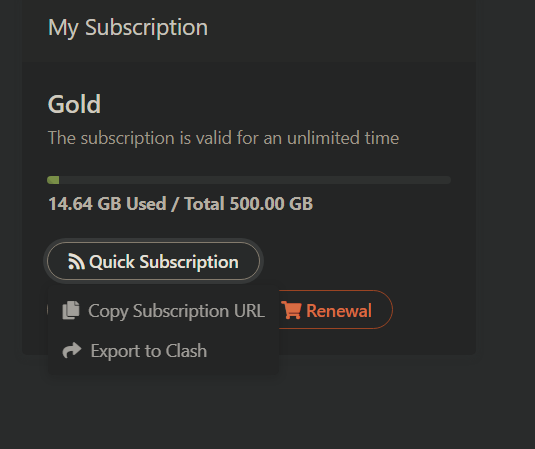 My Subscription
Gold
The subscription is valid for an unlimited time
14.64 GB Used / Total 500.00 GB
Quick Subscription
Copy Subscription URL
Renewal
Export to Clash